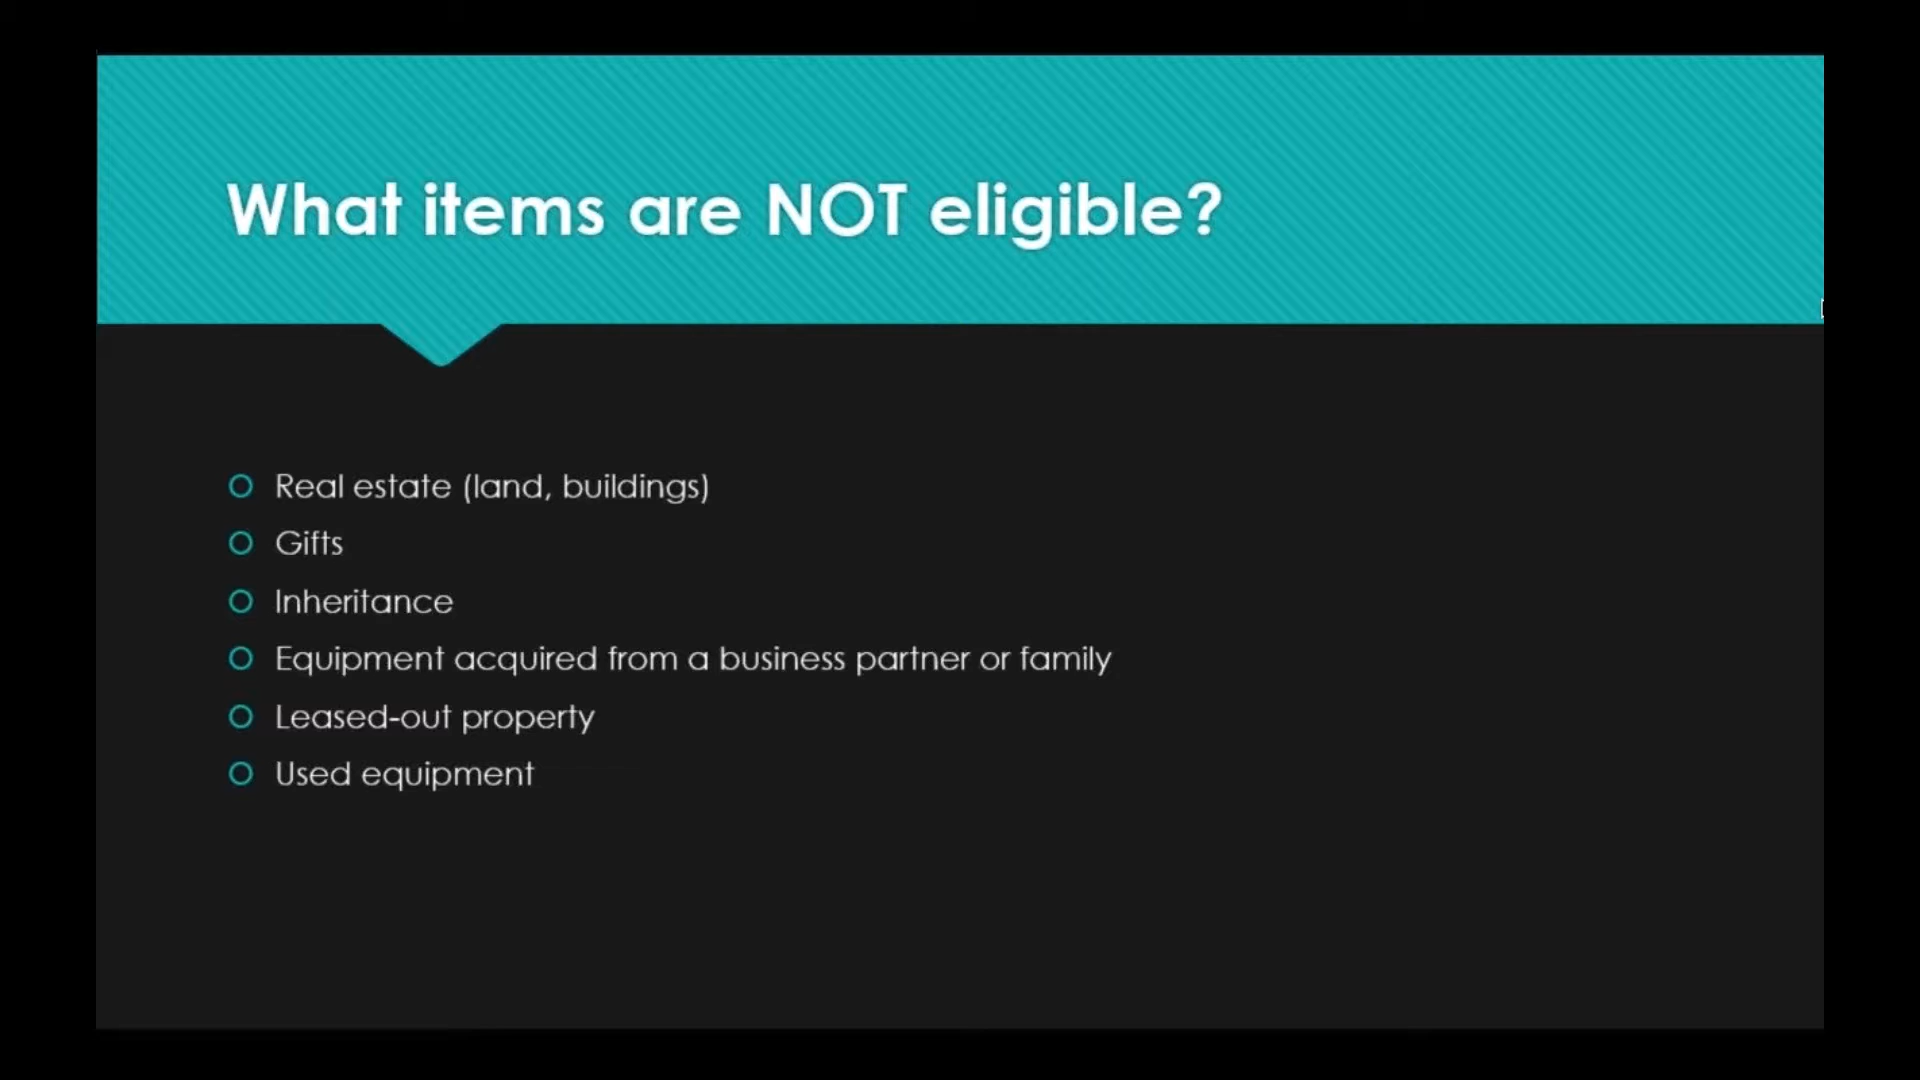 What items are NOT eligible?
Real estate (land, buildings)
Gifts
Inheritance
Equipment acquired from a business partner or family
Leased-out property
Used equipment